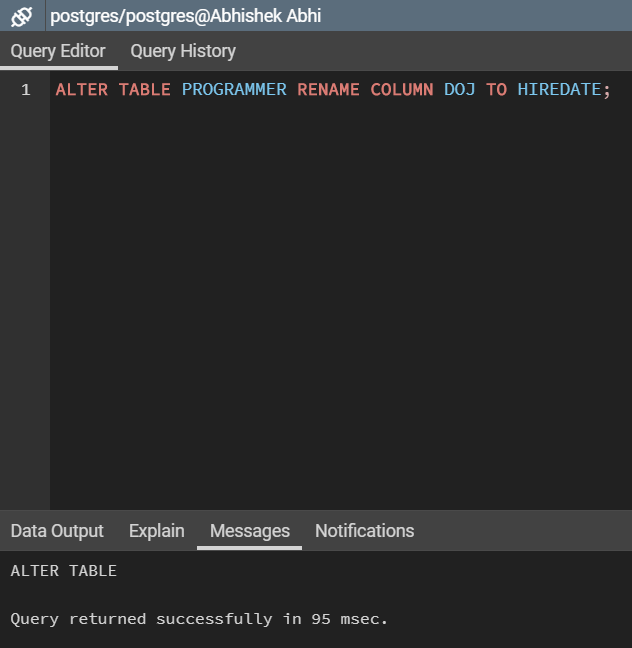 postgres/postgres@Abhishek Abhi
Query Editor Query History
1 ALTER TABLE PROGRAMMER RENAME COLUMN DOJ TO HIREDATE;
Data Output Explain Messages Notifications
ALTER TABLE
Query returned successfully in 95 msec.